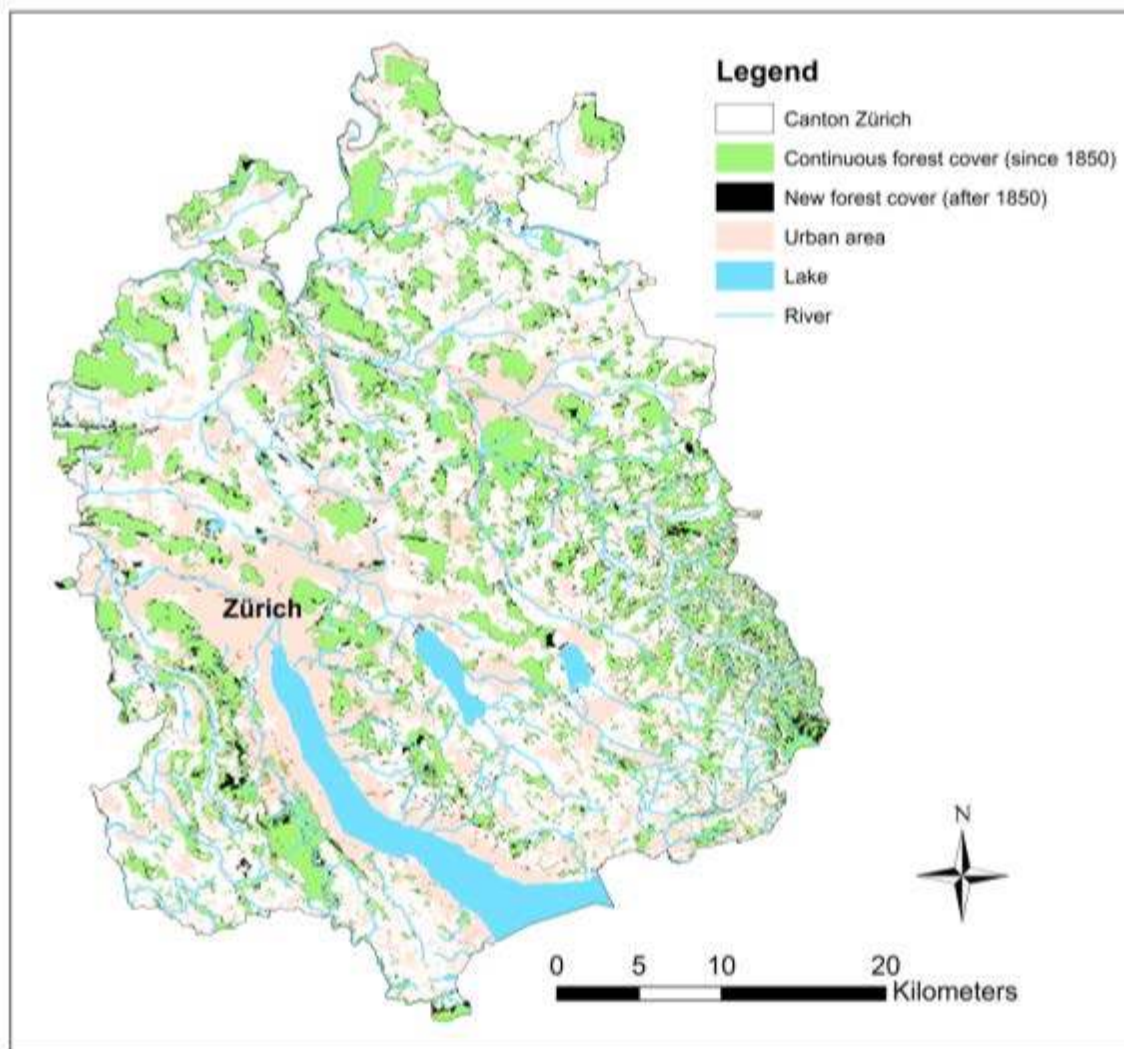 Legend
Canton Zürich
Continuous forest cover (since 1850)
New forest cover (after 1850)
Urban area
Lake
River
Zürich
N
0 5 10 20
Kilometers